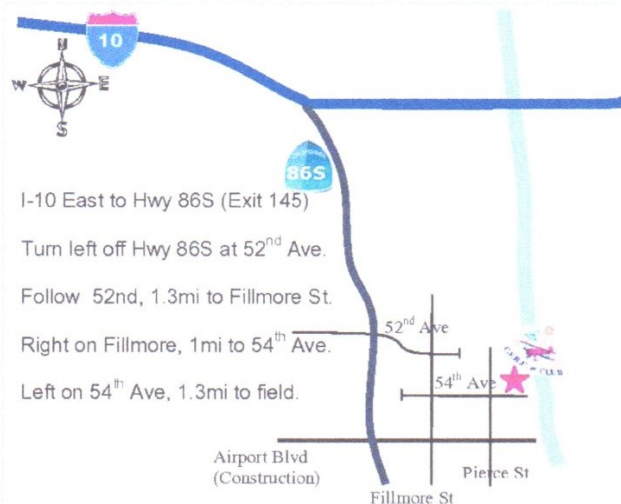 10
N
W E
S
86S
I-10 East to Hwy 86S (Exit 145)
Turn left off Hwy 86S at 52nd Ave.
Follow 52nd, 1.3mi to Fillmore St.
Right on Fillmore, 1mi to 54th Ave.
Left on 54th Ave, 1.3mi to field.
52nd Ave
CLUB
54th Ave
Airport Blvd
(Construction)
Pierce St
Fillmore St